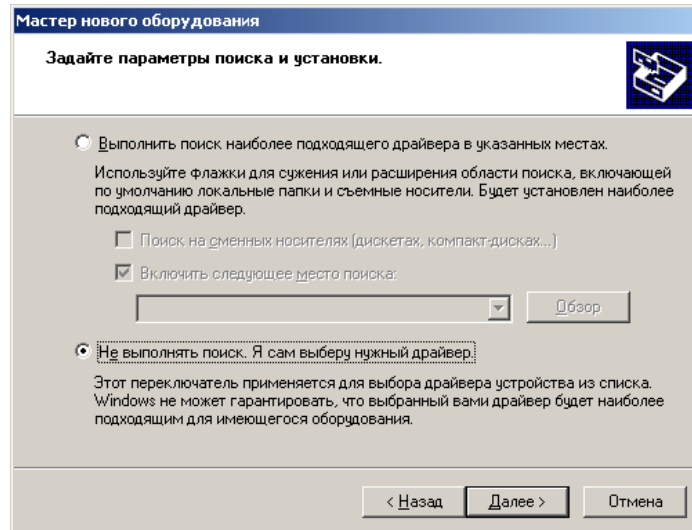 Мастер нового оборудования
Задайте параметры поиска и установки.
Выполнить поиск наиболее подходящего драйвера в указанных местах.
Используйте флажки для сужения или расширения области поиска, включающей
по умолчанию локальные папки и съемные носители. Будет установлен наиболее
подходящий драйвер.
Поиск на сменных носителях (дискетах, компакт-дисках...)
Включить следующее место поиска:
Обзор
Не выполнять поиск. Я сам выберу нужный драйвер.
Этот переключатель применяется для выбора драйвера устройства из списка.
Windows не может гарантировать, что выбранный вами драйвер будет наиболее
подходящим для имеющегося оборудования.
< Назад Далее > Отмена